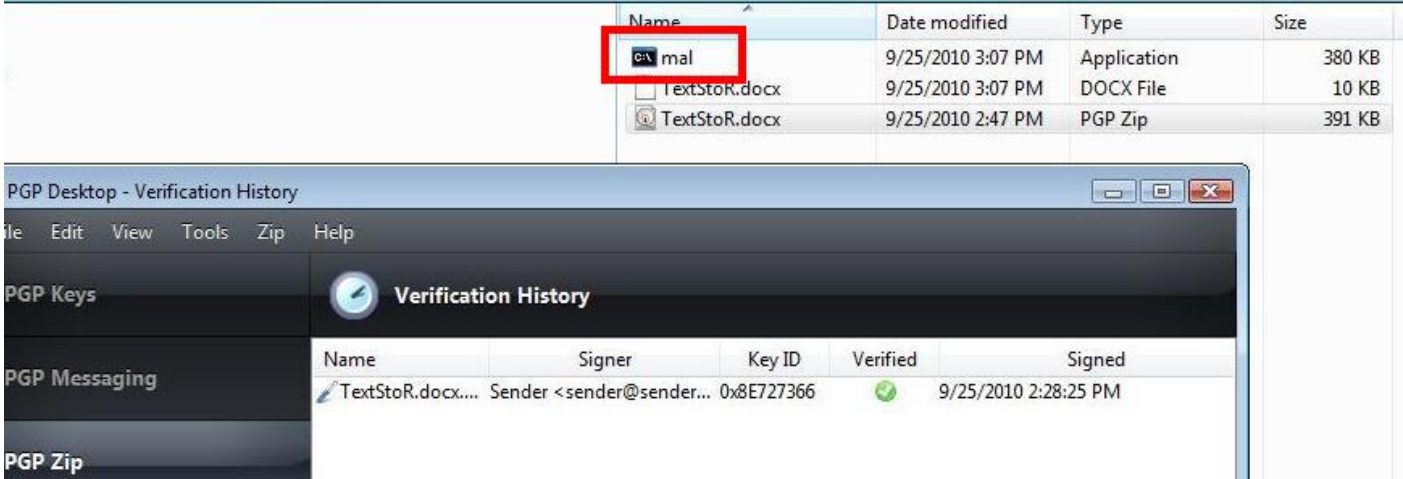 Name Date modified Type Size
mal 9/25/2010 3:07 PM Application 380 KB
TextStoR.docx 9/25/2010 3:07 PM DOCX File 10 KB
TextStoR.docx 9/25/2010 2:47 PM PGP Zip 391 KB
PGP Desktop - Verification History
ile Edit View Tools Zip Help
PGP Keys
Verification History
PGP Messaging
Name Signer Key ID Verified Signed
TextStoR.docx.... Sender <sender@sender... 0x8E727366 9/25/2010 2:28:25 PM
PGP Zip